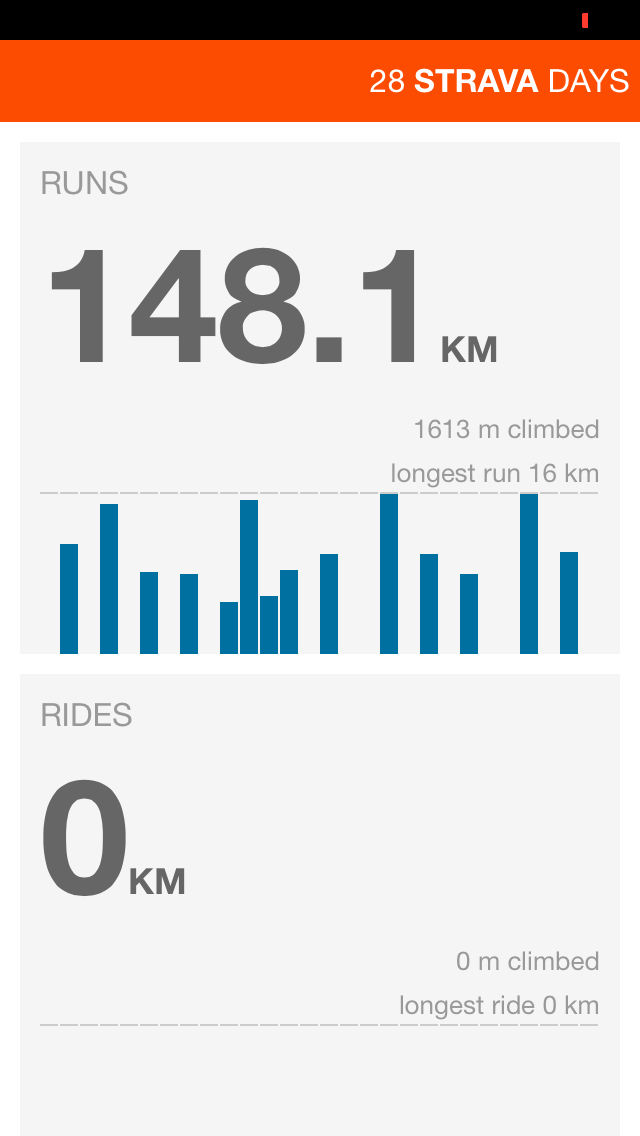 28 STRAVA DAYS
RUNS
148.1 KM
1613 m climbed
longest run 16 km
RIDES
0 KM
0 m climbed
longest ride 0 km